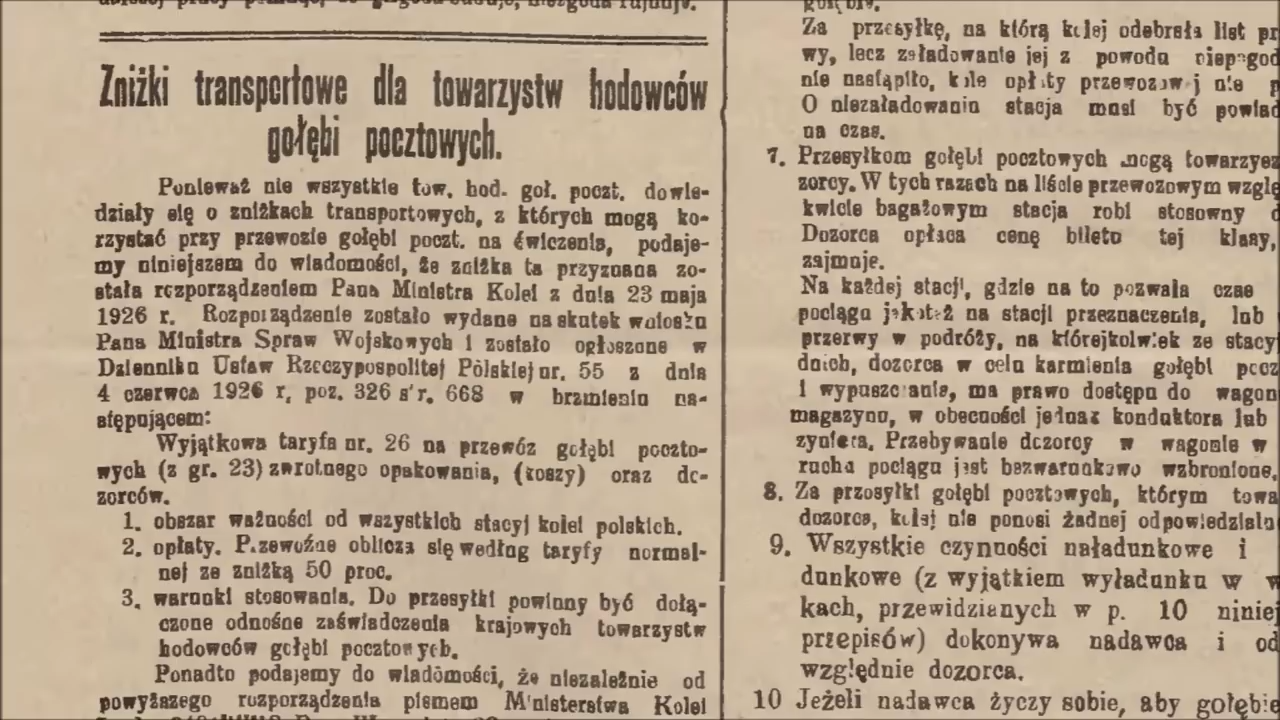 Zniżki transportowe dla towarzystw hodowców
gołębi pocztowych.
Ponieważ nie wszystkie tow. hod. goł. poczt. dowie-
działy się o zniżkach transportowych, z których mogą ko-
rzystać przy przewozie gołębi poczt. na ćwiczenia, podaje-
my niniejszem do wiadomości, że zniżka ta przyznana zo-
stała rozporządzeniem Pana Ministra Kolei z dnia 23 maja
1926 r. Rozporządzenie zostało wydane na skutek wniosku
Pana Ministra Spraw Wojskowych i zostało ogłoszone w
Dzienniku Ustaw Rzeczypospolitej Polskiej nr. 55 z dnia
4 czerwca 1926 r, poz. 326 str. 668 w brzmieniu na-
stępującem:
Wyjątkowa taryfa nr. 26 na przewóz gołębi poczto-
wych (z gr. 23) zwrotnego opakowania, (koszy) oraz do-
zorców.
1. obszar ważności od wszystkich stacyj kolei polskich.
2. opłaty. Przewoźne oblicza się według taryfy normal-
nej ze zniżką 50 proc.
3. warunki stosowania. Do przesyłki powinny być dołą-
czone odnośne zaświadczenia krajowych towarzystw
hodowców gołębi pocztowych.
Ponadto podajemy do wiadomości, że niezależnie od
powyższego rozporządzenia pismem Ministerstwa Kolei
Za przesyłkę, na którą kolej odebrała list pr
wy, lecz załadowanie jej z powodu niepogod
nie nastąpiło, kole opłaty przewozowej nie p
O niezaładowaniu stacja musi być powiad
na czas.
7. Przesyłkom gołębi pocztowych mogą towarzysz
zorcy. W tych razach na liście przewozowym wzglę
kwicie bagażowym stacja robi stosowny
Dozorca opłaca cenę biletu tej klasy,
zajmuje.
Na każdej stacji, gdzie na to pozwala czas
pociągu jakoteż na stacji przeznaczenia, lub
przerwy w podróży, na którejkolwiek ze stacy
dnich, dozorca w celu karmienia gołębi pocz
i wypuszczania, ma prawo dostępu do wagon
magazynu, w obecności jednak konduktora lub
zyniera. Przebywanie dozorcy w wagonie w
ruchu pociągu jest bezwarunkowo wzbronione.
8. Za przesyłki gołębi pocztowych, którym towa
dozorca, kolej nie ponosi żadnej odpowiedzialn
9. Wszystkie czynności naładunkowe i
dunkowe (z wyjątkiem wyładunku w w
kach, przewidzianych w p. 10 niniej
przepisów) dokonywa nadawca i od
względnie dozorca.
10 Jeżeli nadawca życzy sobie, aby gołębie